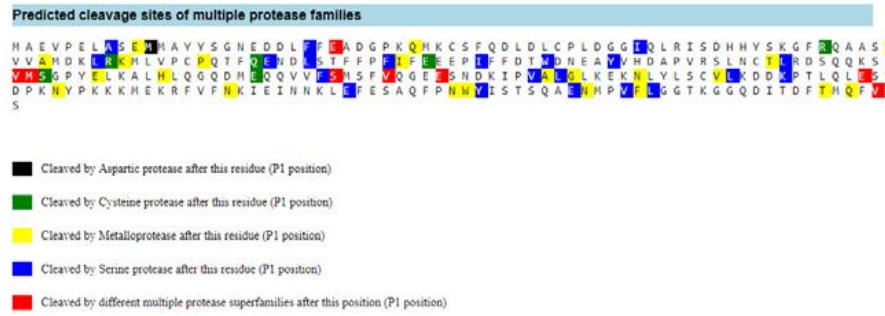 Predicted cleavage sites of multiple protease families
M A E V P E L A S E M M A Y Y S G N E D D L F F E A D G P K Q M K C S F Q D L D L C P L D G G I Q L R I S D H H Y S K G F R Q A A S
V V A M D K L R K M L V P C P Q T F Q E N D L S T F F P F I F E E E P I F F D T W D N E A Y V H D A P V R S L N C T L R D S Q Q K S
V M S G P Y E L K A L H L Q G Q D M E Q Q V V F S M S F V Q G E E S N D K I P V A L G L K E K N L Y L S C V L K D D K P T L Q L E S
D P K N Y P K K K M E K R F V F N K I E I N N K L E F E S A Q F P N W Y I S T S Q A E N M P V F L G G T K G G Q D I T D F T M Q F V
S
Cleaved by Aspartic protease after this residue (P1 position)
Cleaved by Cysteine protease after this residue (P1 position)
Cleaved by Metalloprotease after this residue (P1 position)
Cleaved by Serine protease after this residue (P1 position)
Cleaved by different multiple protease superfamilies after this position (P1 position)